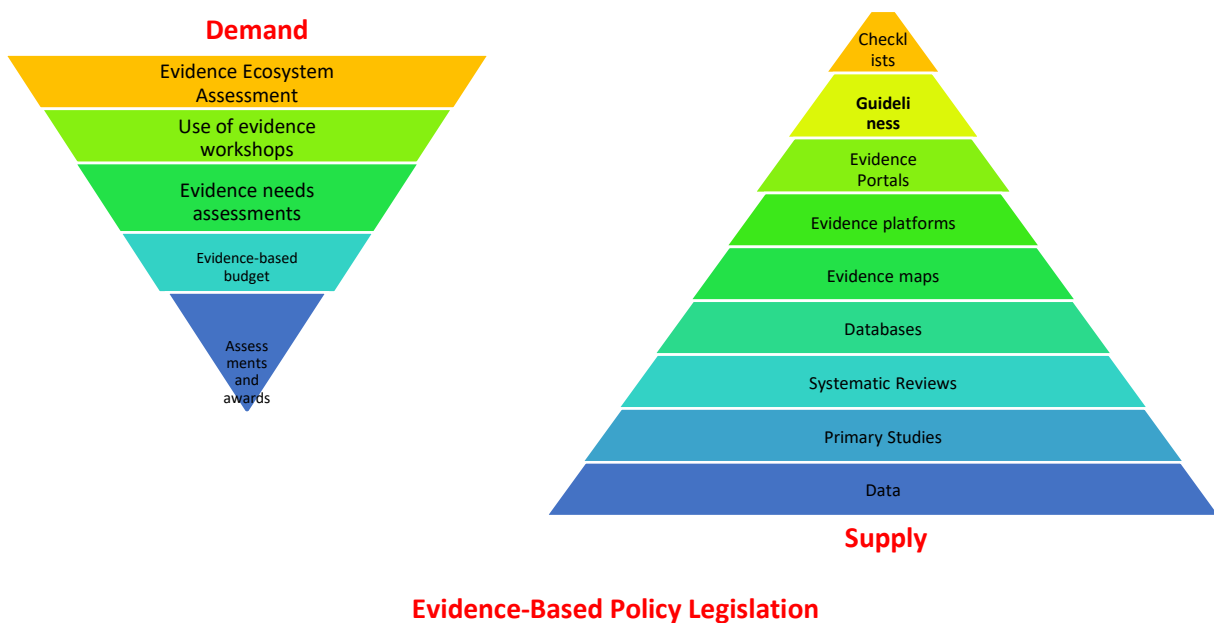 Demand
Evidence Ecosystem
Assessment
Use of evidence
workshops
Evidence needs
assessments
Evidence-based
budget
Assess
ments
and
awards
Checkl
ists
Guideli
ness
Evidence
Portals
Evidence platforms
Evidence maps
Databases
Systematic Reviews
Primary Studies
Data
Supply
Evidence-Based Policy Legislation